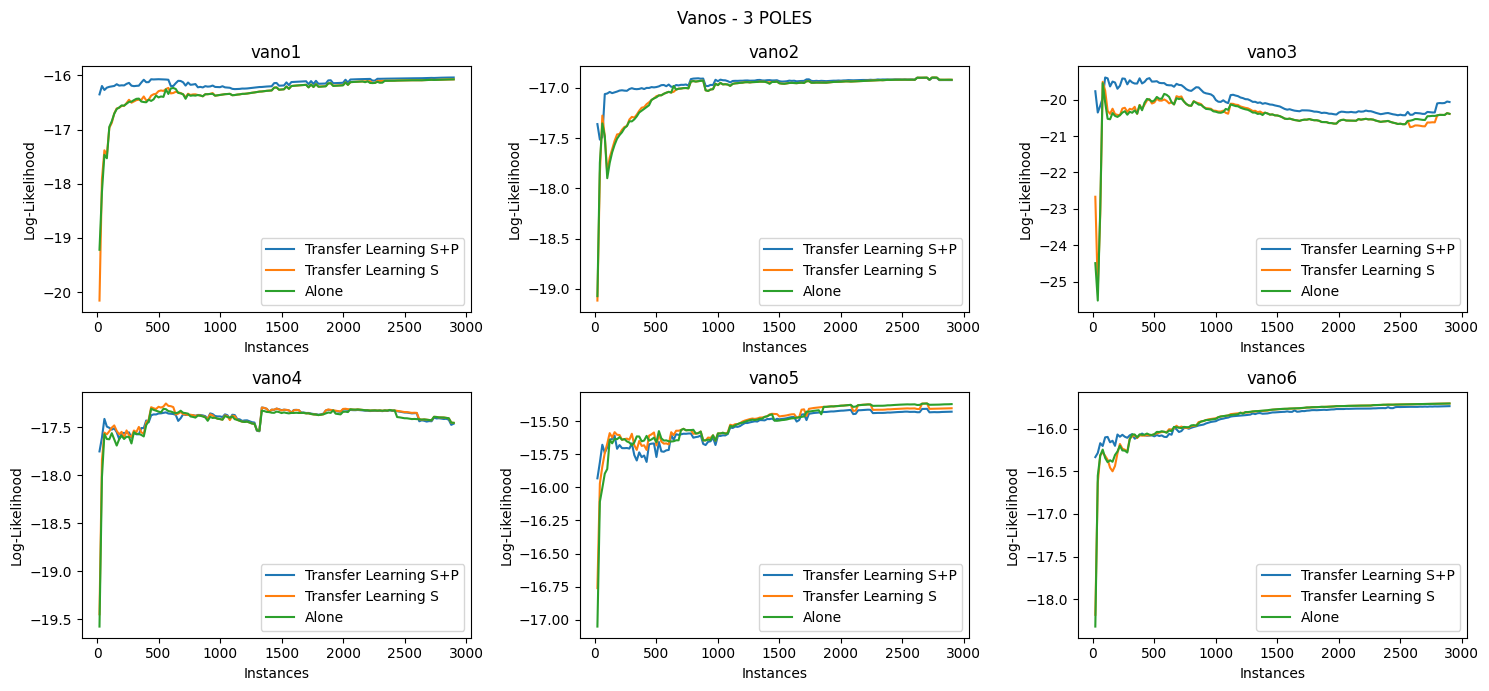 Vanos - 3 POLES
vano1
Log-Likelihood
−16
−17
−18
−19
−20
0 500 1000 1500 2000 2500 3000
Instances
Transfer Learning S+P
Transfer Learning S
Alone
vano2
Log-Likelihood
−17.0
−17.5
−18.0
−18.5
−19.0
0 500 1000 1500 2000 2500 3000
Instances
Transfer Learning S+P
Transfer Learning S
Alone
vano3
Log-Likelihood
−20
−21
−22
−23
−24
−25
0 500 1000 1500 2000 2500 3000
Instances
Transfer Learning S+P
Transfer Learning S
Alone
vano4
Log-Likelihood
−17.5
−18.0
−18.5
−19.0
−19.5
0 500 1000 1500 2000 2500 3000
Instances
Transfer Learning S+P
Transfer Learning S
Alone
vano5
Log-Likelihood
−15.50
−15.75
−16.00
−16.25
−16.50
−16.75
−17.00
0 500 1000 1500 2000 2500 3000
Instances
Transfer Learning S+P
Transfer Learning S
Alone
vano6
Log-Likelihood
−16.0
−16.5
−17.0
−17.5
−18.0
0 500 1000 1500 2000 2500 3000
Instances
Transfer Learning S+P
Transfer Learning S
Alone